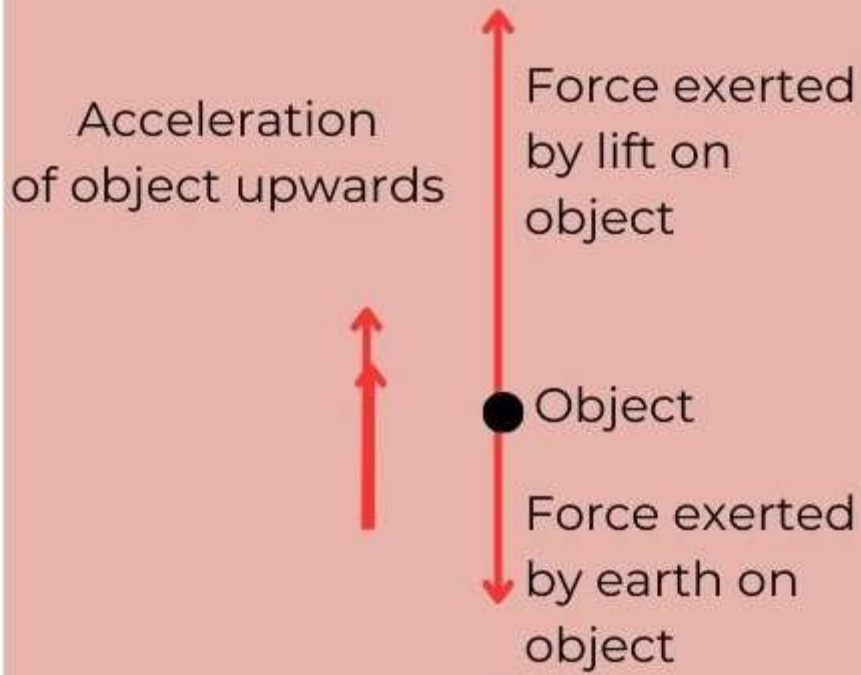 Acceleration
of object upwards
Force exerted
by lift on
object
Object
Force exerted
by earth on
object